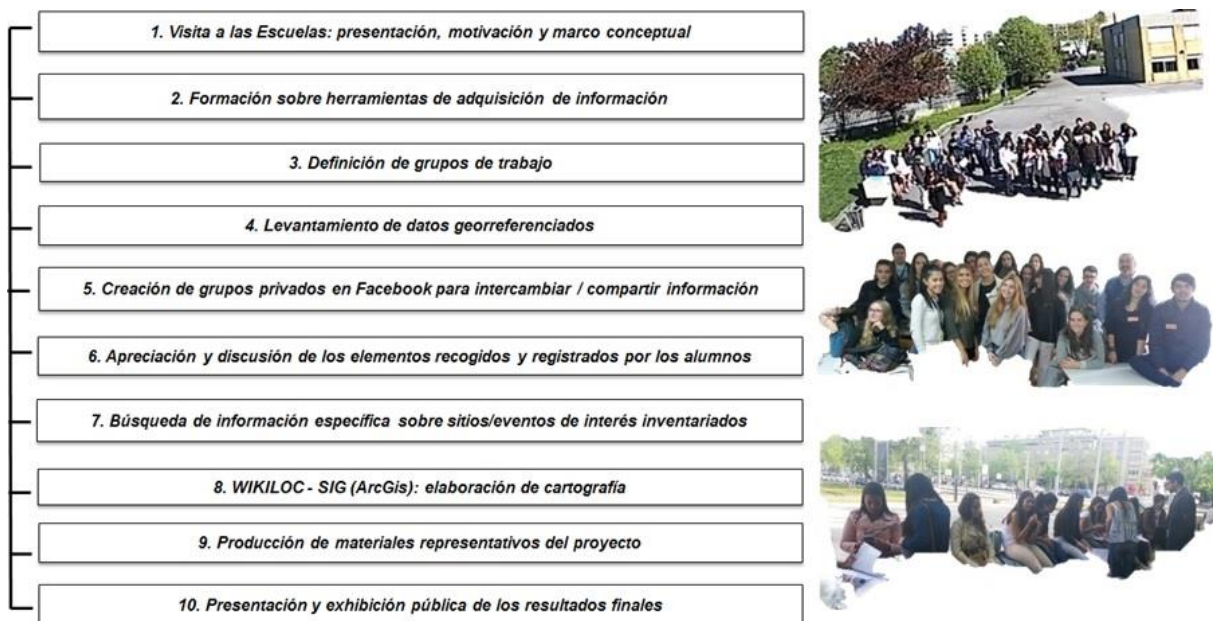 1. Visita a las Escuelas: presentación, motivación y marco conceptual
2. Formación sobre herramientas de adquisición de información
3. Definición de grupos de trabajo
4. Levantamiento de datos georreferenciados
5. Creación de grupos privados en Facebook para intercambiar / compartir información
6. Apreciación y discusión de los elementos recogidos y registrados por los alumnos
7. Búsqueda de información específica sobre sitios/eventos de interés inventariados
8. WIKILOC - SIG (ArcGis): elaboración de cartografía
9. Producción de materiales representativos del proyecto
10. Presentación y exhibición pública de los resultados finales